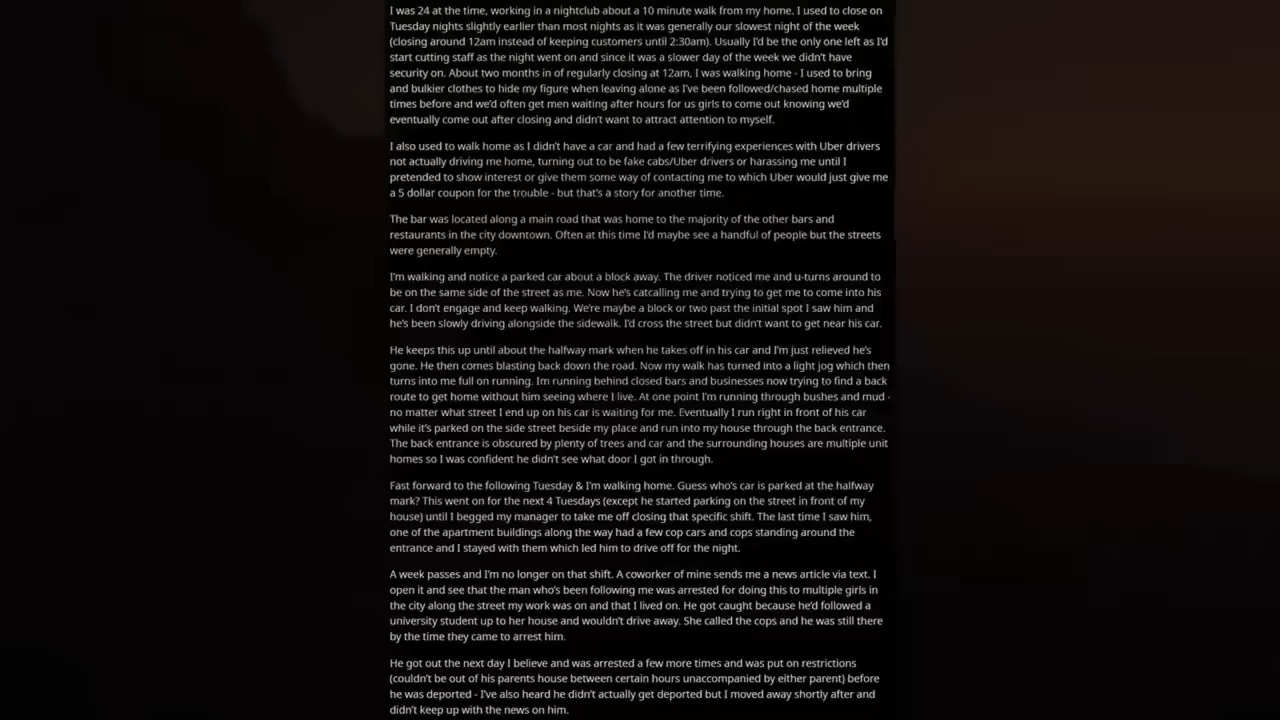 I was 24 at the time, working in a nightclub about a 10 minute walk from my home. I used to close on
Tuesday nights slightly earlier than most nights as it was generally our slowest night of the week
(closing around 12am instead of keeping customers until 2:30am). Usually I'd be the only one left as I'd
start cutting staff as the night went on and since it was a slower day of the week we didn't have
security on. About two months in of regularly closing at 12am, I was walking home - I used to bring
and bulkier clothes to hide my figure when leaving alone as I've been followed/chased home multiple
times before and we'd often get men waiting after hours for us girls to come out knowing we'd
eventually come out after closing and didn't want to attract attention to myself.
I also used to walk home as I didn't have a car and had a few terrifying experiences with Uber drivers
not actually driving me home, turning out to be fake cabs/Uber drivers or harassing me until I
pretended to show interest or give them some way of contacting me to which Uber would just give me
a 5 dollar coupon for the trouble - but that's a story for another time.
The bar was located along a main road that was home to the majority of the other bars and
restaurants in the city downtown. Often at this time I'd maybe see a handful of people but the streets
were generally empty.
I'm walking and notice a parked car about a block away. The driver noticed me and u-turns around to
be on the same side of the street as me. Now he's catcalling me and trying to get me to come into his
car. I don't engage and keep walking. We're maybe a block or two past the initial spot I saw him and
he's been slowly driving alongside the sidewalk. I'd cross the street but didn't want to get near his car.
He keeps this up until about the halfway mark when he takes off in his car and I'm just relieved he's
gone. He then comes blasting back down the road. Now my walk has turned into a light jog which then
turns into me full on running. Im running behind closed bars and businesses now trying to find a back
route to get home without him seeing where I live. At one point I'm running through bushes and mud -
no matter what street I end up on his car is waiting for me. Eventually I run right in front of his car
while it's parked on the side street beside my place and run into my house through the back entrance.
The back entrance is obscured by plenty of trees and car and the surrounding houses are multiple unit
homes so I was confident he didn't see what door I got in through.
Fast forward to the following Tuesday & I'm walking home. Guess who's car is parked at the halfway
mark? This went on for the next 4 Tuesdays (except he started parking on the street in front of my
house) until I begged my manager to take me off closing that specific shift. The last time I saw him,
one of the apartment buildings along the way had a few cop cars and cops standing around the
entrance and I stayed with them which led him to drive off for the night.
A week passes and I'm no longer on that shift. A coworker of mine sends me a news article via text. I
open it and see that the man who's been following me was arrested for doing this to multiple girls in
the city along the street my work was on and that I lived on. He got caught because he'd followed a
university student up to her house and wouldn't drive away. She called the cops and he was still there
by the time they came to arrest him.
He got out the next day I believe and was arrested a few more times and was put on restrictions
(couldn't be out of his parents house between certain hours unaccompanied by either parent) before
he was deported - I've also heard he didn't actually get deported but I moved away shortly after and
didn't keep up with the news on him.